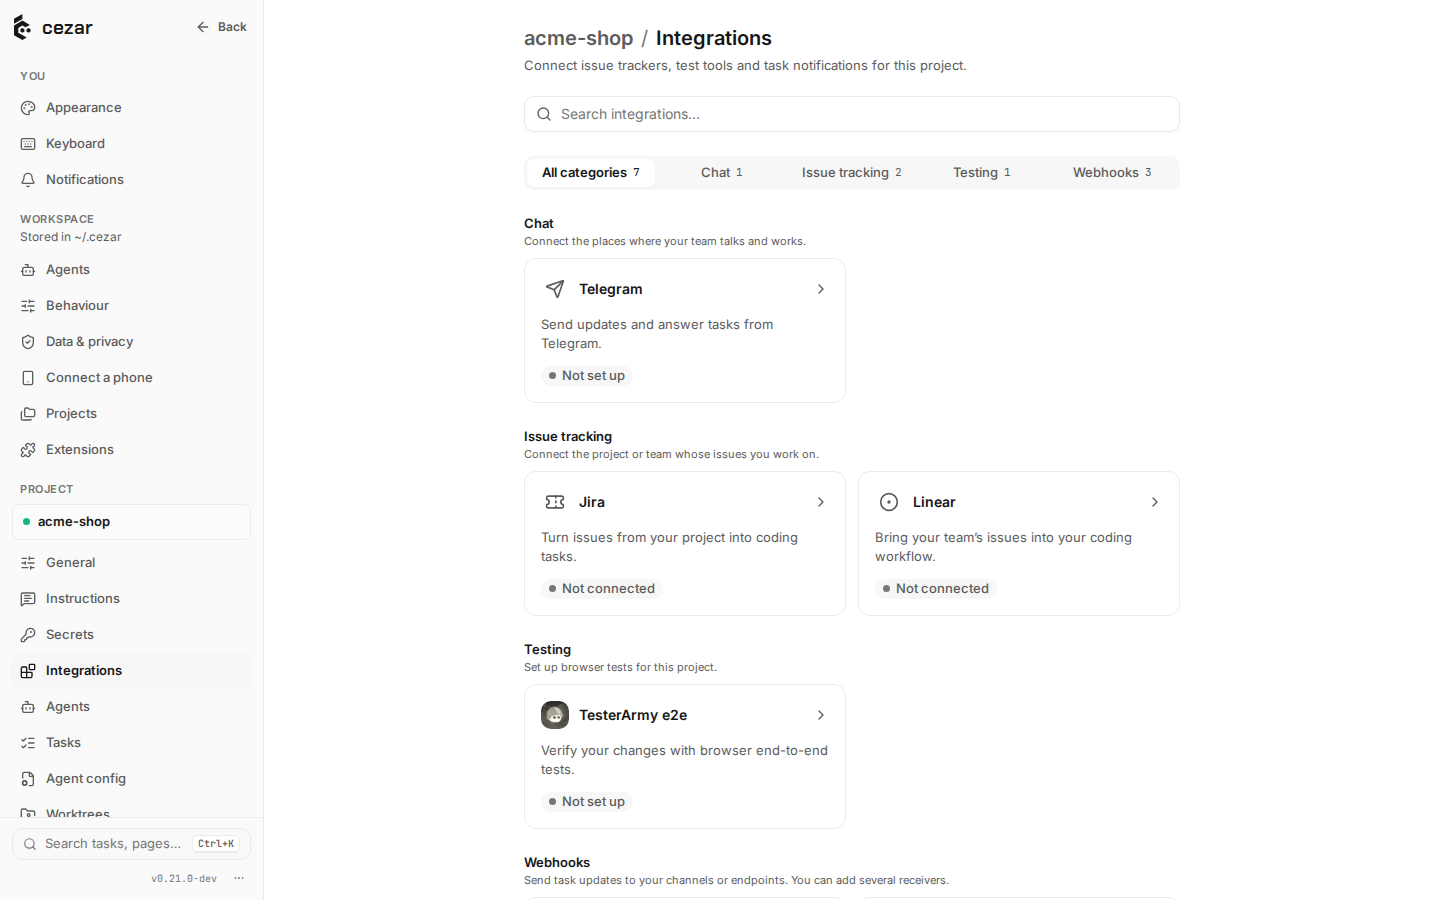 cezar
Back
YOU
Appearance
Keyboard
Notifications
WORKSPACE
Stored in ~/.cezar
Agents
Behaviour
Data & privacy
Connect a phone
Projects
Extensions
PROJECT
acme-shop
General
Instructions
Secrets
Integrations
Agents
Tasks
Agent config
Worktrees
Search tasks, pages... Ctrl+K
v0.21.0-dev ...
acme-shop / Integrations
Connect issue trackers, test tools and task notifications for this project.
Search integrations...
All categories 7 Chat 1 Issue tracking 2 Testing 1 Webhooks 3
Chat
Connect the places where your team talks and works.
Telegram
Send updates and answer tasks from
Telegram.
Not set up
Issue tracking
Connect the project or team whose issues you work on.
Jira
Turn issues from your project into coding
tasks.
Not connected
Linear
Bring your team's issues into your coding
workflow.
Not connected
Testing
Set up browser tests for this project.
TesterArmy e2e
Verify your changes with browser end-to-end
tests.
Not set up
Webhooks
Send task updates to your channels or endpoints. You can add several receivers.